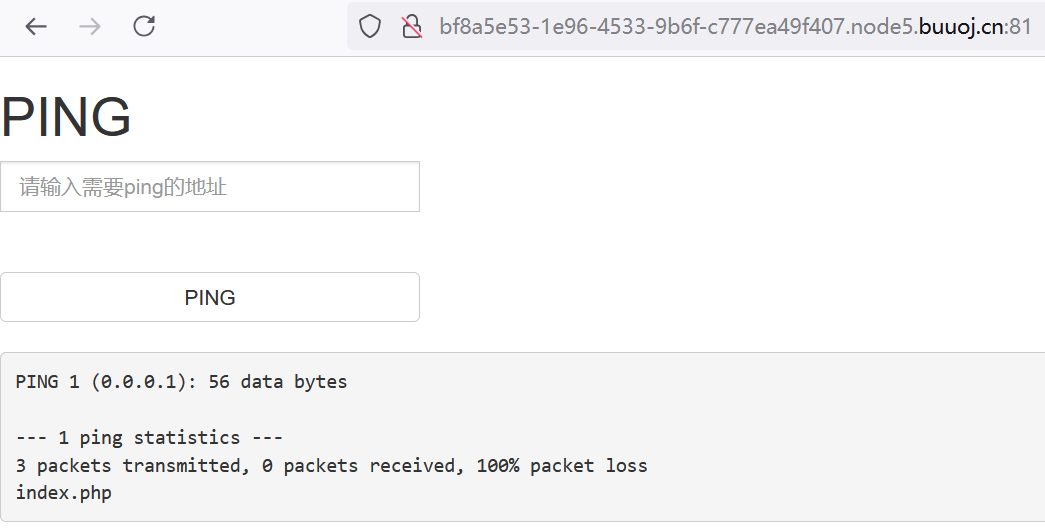 bf8a5e53-1e96-4533-9b6f-c777ea49f407.node5.buuoj.cn:81
PING
请输入需要ping的地址
PING
PING 1 (0.0.0.1): 56 data bytes
--- 1 ping statistics ---
3 packets transmitted, 0 packets received, 100% packet loss
index.php